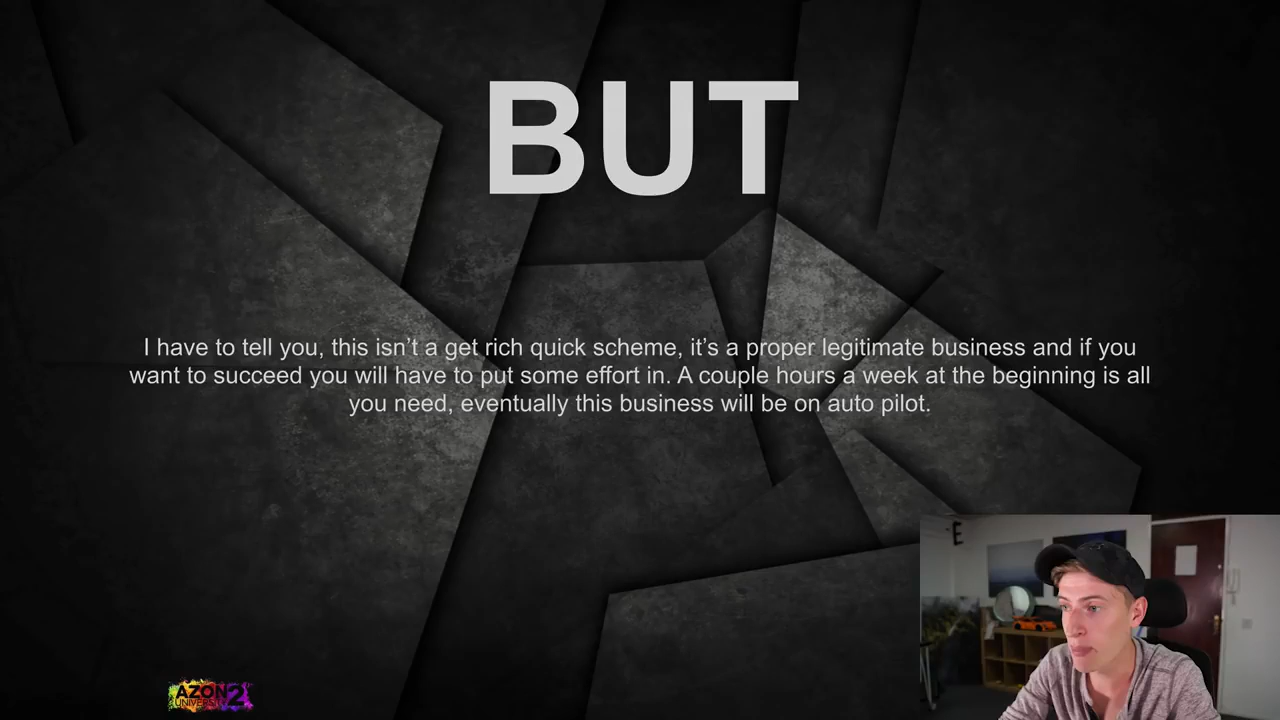 BUT
I have to tell you, this isn't a get rich quick scheme, it's a proper legitimate business and if you
want to succeed you will have to put some effort in. A couple hours a week at the beginning is all
you need, eventually this business will be on auto pilot.
AZON 2
UNIVERSITY